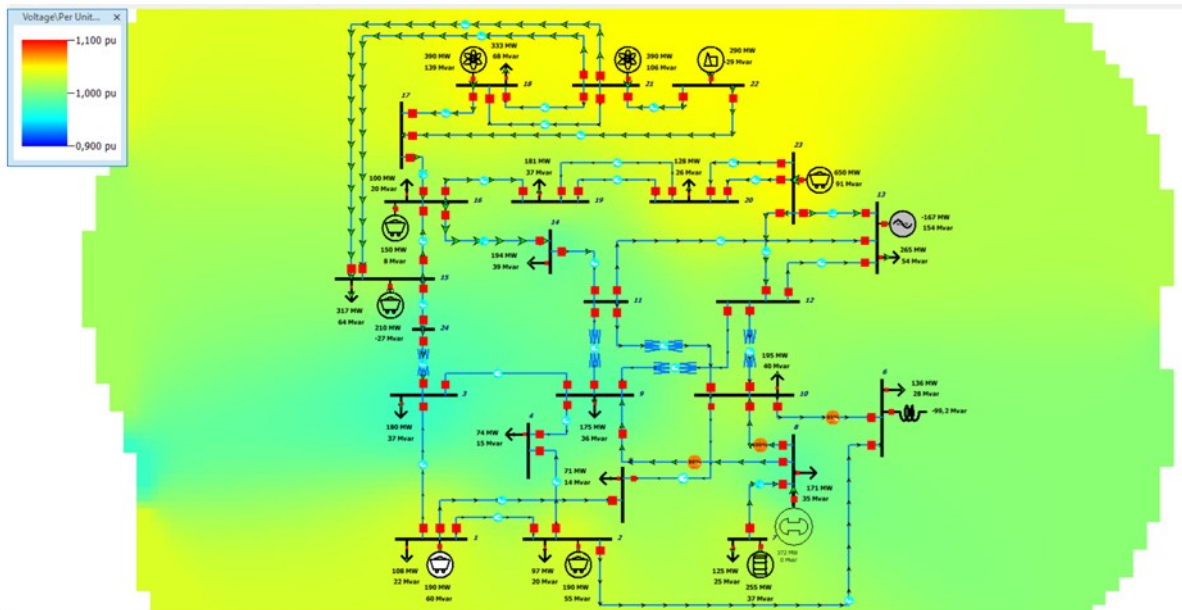 Voltage\Per Unit... ×
1,100 pu
1,000 pu
0,900 pu
333 MW
68 Mvar
390 MW
139 Mvar
18
390 MW
106 Mvar
21
290 MW
-29 Mvar
22
17
23
650 MW
91 Mvar
181 MW
37 Mvar
19
128 MW
26 Mvar
20
100 MW
20 Mvar
16
150 MW
8 Mvar
14
194 MW
39 Mvar
13
-167 MW
154 Mvar
265 MW
54 Mvar
15
317 MW
64 Mvar
210 MW
-27 Mvar
11
12
24
195 MW
40 Mvar
6
136 MW
28 Mvar
-99,2 Mvar
3
180 MW
37 Mvar
4
74 MW
15 Mvar
9
175 MW
36 Mvar
10
8
171 MW
35 Mvar
372 MW
0 Mvar
71 MW
14 Mvar
1
108 MW
22 Mvar
190 MW
60 Mvar
2
97 MW
20 Mvar
190 MW
55 Mvar
7
125 MW
25 Mvar
255 MW
37 Mvar